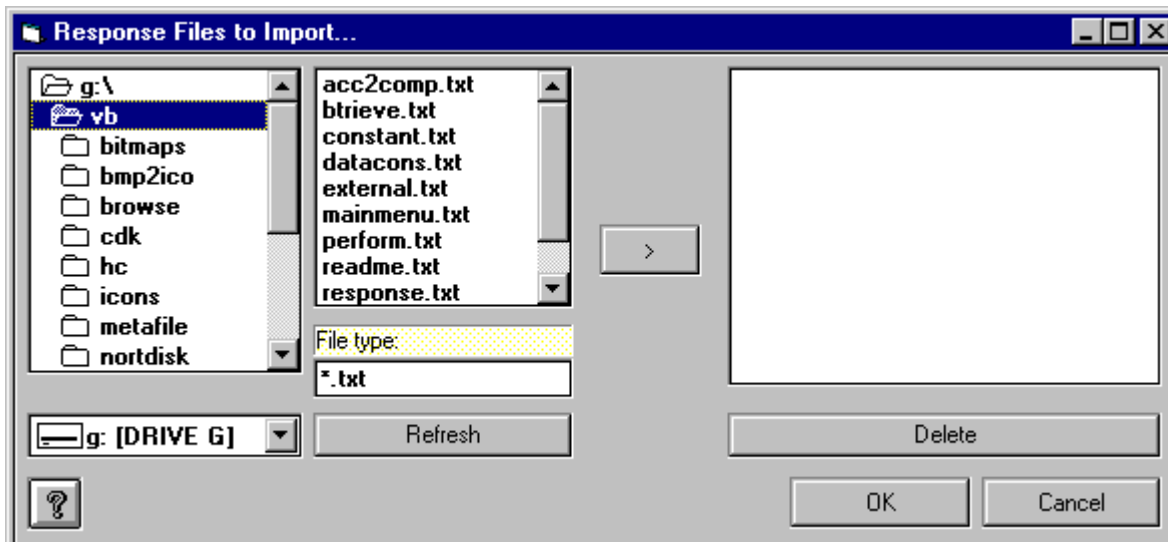 Response Files to Import...
g:\
vb
bitmaps
bmp2ico
browse
cdk
hc
icons
metafile
nortdisk
g: [DRIVE G]
acc2comp.txt
btrieve.txt
constant.txt
datacons.txt
external.txt
mainmenu.txt
perform.txt
readme.txt
response.txt
File type:
*.txt
Refresh
>
Delete
?
OK
Cancel